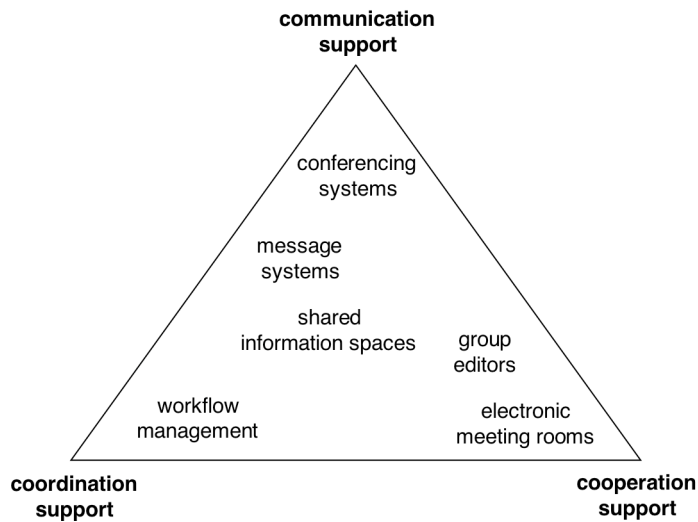 communication
support
conferencing
systems
message
systems
shared
information spaces
group
editors
workflow
management
electronic
meeting rooms
coordination
support
cooperation
support